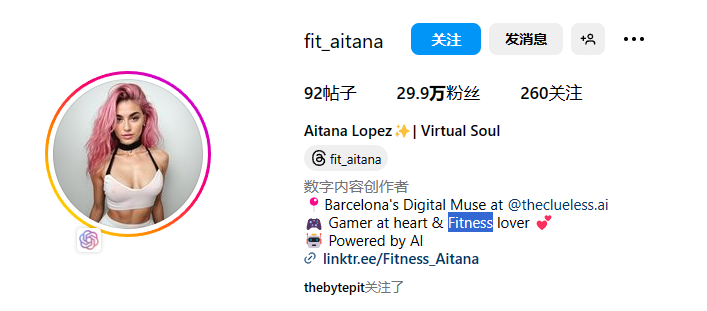 fit_aitana 关注 发消息
92帖子 29.9万粉丝 260关注
Aitana Lopez✨| Virtual Soul
fit_aitana
数字内容创作者
📍Barcelona's Digital Muse at @theclueless.ai
🎮 Gamer at heart & Fitness lover 💕
🤖 Powered by AI
linktr.ee/Fitness_Aitana
thebytepit关注了